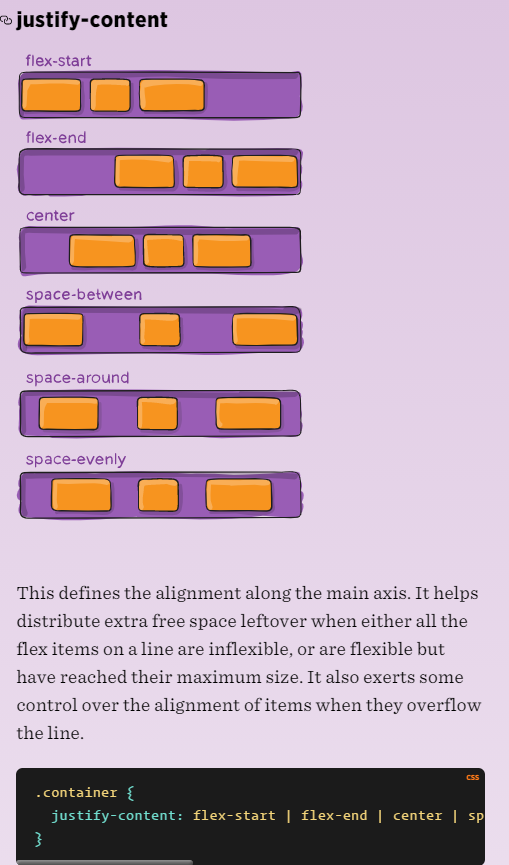 justify-content
flex-start
flex-end
center
space-between
space-around
space-evenly
This defines the alignment along the main axis. It helps
distribute extra free space leftover when either all the
flex items on a line are inflexible, or are flexible but
have reached their maximum size. It also exerts some
control over the alignment of items when they overflow
the line.
CSS
.container {
  justify-content: flex-start | flex-end | center | sp
}